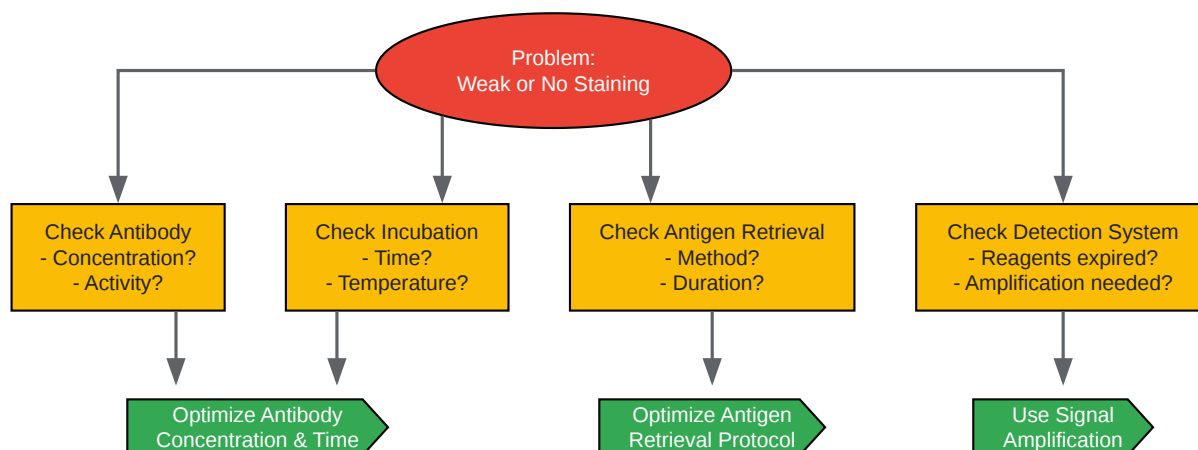 Problem:
Weak or No Staining
Check Antibody
- Concentration?
- Activity?
Check Incubation
- Time?
- Temperature?
Check Antigen Retrieval
- Method?
- Duration?
Check Detection System
- Reagents expired?
- Amplification needed?
Optimize Antibody
Concentration & Time
Optimize Antigen
Retrieval Protocol
Use Signal
Amplification